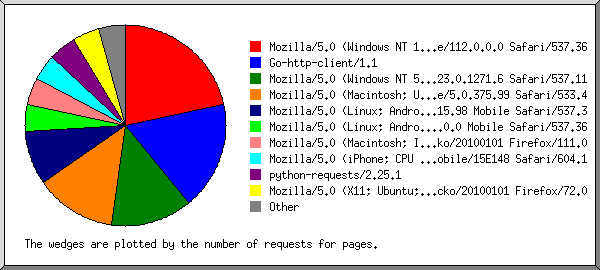 Mozilla/5.0 (Windows NT 1...e/112.0.0.0 Safari/537.36
Go-http-client/1.1
Mozilla/5.0 (Windows NT 5...23.0.1271.6 Safari/537.11
Mozilla/5.0 (Macintosh; U...e/5.0.375.99 Safari/533.4
Mozilla/5.0 (Linux; Andro...15.98 Mobile Safari/537.3
Mozilla/5.0 (Linux; Andro....0.0 Mobile Safari/537.36
Mozilla/5.0 (Macintosh; I...ko/20100101 Firefox/111.0
Mozilla/5.0 (iPhone; CPU ...obile/15E148 Safari/604.1
python-requests/2.25.1
Mozilla/5.0 (X11; Ubuntu;...cko/20100101 Firefox/72.0
Other
The wedges are plotted by the number of requests for pages.